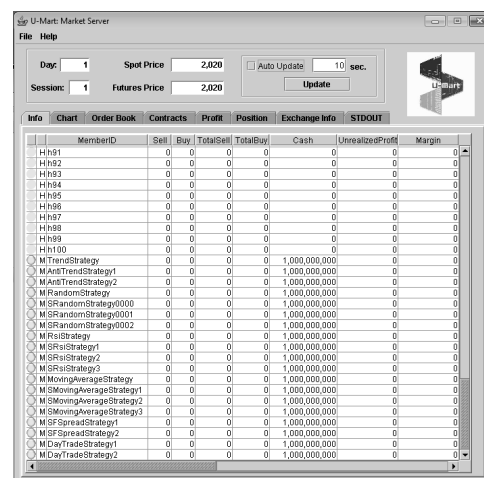 U-Mart: Market Server
File Help
Day: 1 Spot Price 2,020 Auto Update 10 sec.
Session: 1 Futures Price 2,020 Update
U-Mart
Info Chart Order Book Contracts Profit Position Exchange Info STDOUT
MemberID Sell Buy TotalSell TotalBuy Cash UnrealizedProfit Margin
H h91 0 0 0 0 0 0 0
H h92 0 0 0 0 0 0 0
H h93 0 0 0 0 0 0 0
H h94 0 0 0 0 0 0 0
H h95 0 0 0 0 0 0 0
H h96 0 0 0 0 0 0 0
H h97 0 0 0 0 0 0 0
H h98 0 0 0 0 0 0 0
H h99 0 0 0 0 0 0 0
H h100 0 0 0 0 0 0 0
M TrendStrategy 0 0 0 0 1,000,000,000 0 0
M AntiTrendStrategy1 0 0 0 0 1,000,000,000 0 0
M AntiTrendStrategy2 0 0 0 0 1,000,000,000 0 0
M RandomStrategy 0 0 0 0 1,000,000,000 0 0
M SRandomStrategy0000 0 0 0 0 1,000,000,000 0 0
M SRandomStrategy0001 0 0 0 0 1,000,000,000 0 0
M SRandomStrategy0002 0 0 0 0 1,000,000,000 0 0
M RsiStrategy 0 0 0 0 1,000,000,000 0 0
M SRsiStrategy1 0 0 0 0 1,000,000,000 0 0
M SRsiStrategy2 0 0 0 0 1,000,000,000 0 0
M SRsiStrategy3 0 0 0 0 1,000,000,000 0 0
M MovingAverageStrategy 0 0 0 0 1,000,000,000 0 0
M SMovingAverageStrategy1 0 0 0 0 1,000,000,000 0 0
M SMovingAverageStrategy2 0 0 0 0 1,000,000,000 0 0
M SMovingAverageStrategy3 0 0 0 0 1,000,000,000 0 0
M SFSpreadStrategy1 0 0 0 0 1,000,000,000 0 0
M SFSpreadStrategy2 0 0 0 0 1,000,000,000 0 0
M DayTradeStrategy1 0 0 0 0 1,000,000,000 0 0
M DayTradeStrategy2 0 0 0 0 1,000,000,000 0 0